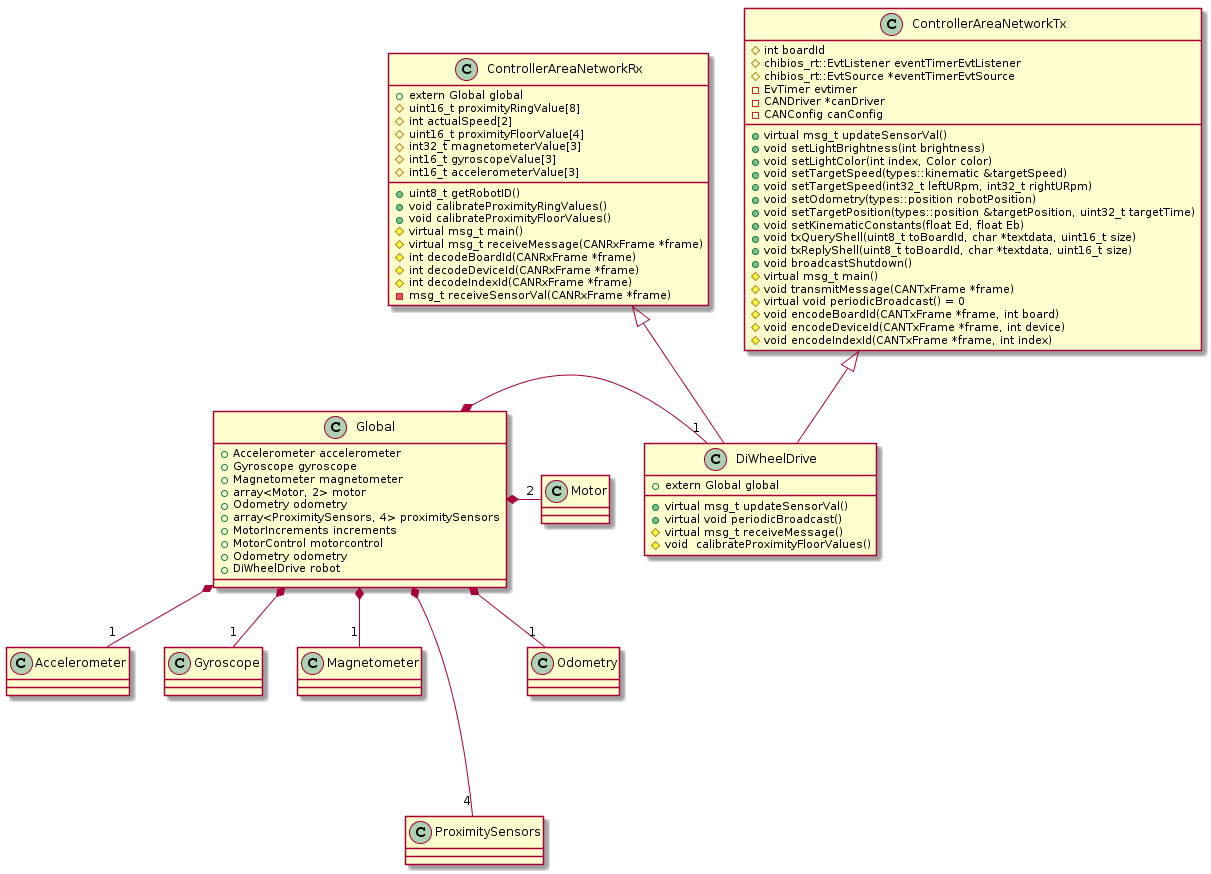 C ControllerAreaNetworkRx
extern Global global
uint16_t proximityRingValue[8]
int actualSpeed[2]
uint16_t proximityFloorValue[4]
int32_t magnetometerValue[3]
int16_t gyroscopeValue[3]
int16_t accelerometerValue[3]
uint8_t getRobotID()
void calibrateProximityRingValues()
void calibrateProximityFloorValues()
virtual msg_t main()
virtual msg_t receiveMessage(CANRxFrame *frame)
int decodeBoardId(CANRxFrame *frame)
int decodeDeviceId(CANRxFrame *frame)
int decodeIndexId(CANRxFrame *frame)
msg_t receiveSensorVal(CANRxFrame *frame)
C ControllerAreaNetworkTx
int boardId
chibios_rt::EvtListener eventTimerEvtListener
chibios_rt::EvtSource *eventTimerEvtSource
EvTimer evtimer
CANDriver *canDriver
CANConfig canConfig
virtual msg_t updateSensorVal()
void setLightBrightness(int brightness)
void setLightColor(int index, Color color)
void setTargetSpeed(types::kinematic &targetSpeed)
void setTargetSpeed(int32_t leftURpm, int32_t rightURpm)
void setOdometry(types::position robotPosition)
void setTargetPosition(types::position &targetPosition, uint32_t targetTime)
void setKinematicConstants(float Ed, float Eb)
void txQueryShell(uint8_t toBoardId, char *textdata, uint16_t size)
void txReplyShell(uint8_t toBoardId, char *textdata, uint16_t size)
void broadcastShutdown()
virtual msg_t main()
void transmitMessage(CANTxFrame *frame)
virtual void periodicBroadcast() = 0
void encodeBoardId(CANTxFrame *frame, int board)
void encodeDeviceId(CANTxFrame *frame, int device)
void encodeIndexId(CANTxFrame *frame, int index)
C Global
Accelerometer accelerometer
Gyroscope gyroscope
Magnetometer magnetometer
array<Motor, 2> motor
Odometry odometry
array<ProximitySensors, 4> proximitySensors
MotorIncrements increments
MotorControl motorcontrol
Odometry odometry
DiWheelDrive robot
2
C Motor
1
C DiWheelDrive
extern Global global
virtual msg_t updateSensorVal()
virtual void periodicBroadcast()
virtual msg_t receiveMessage()
void calibrateProximityFloorValues()
1
1
1
1
C Accelerometer
C Gyroscope
C Magnetometer
C Odometry
4
C ProximitySensors